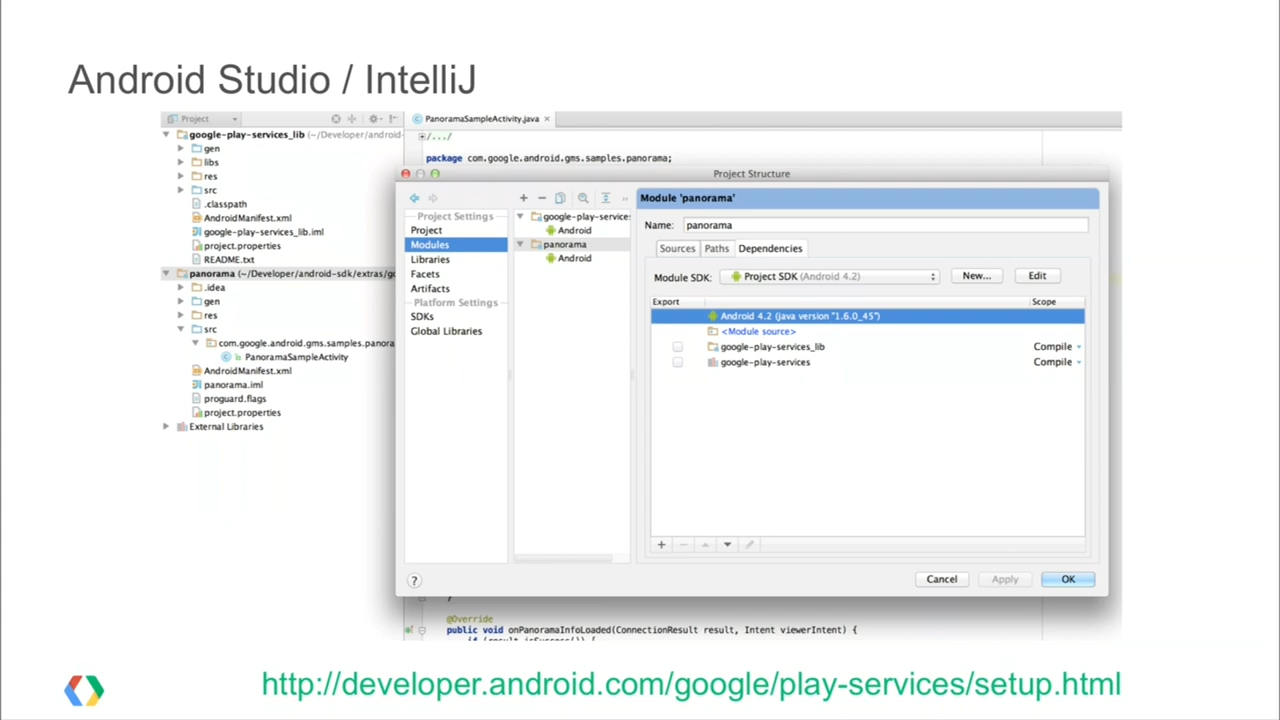 Android Studio / IntelliJ
Project
PanoramaSampleActivity.java
google-play-services_lib (~/Developer/android-
gen
libs
res
src
.classpath
AndroidManifest.xml
google-play-services_lib.iml
project.properties
README.txt
panorama (~/Developer/android-sdk/extras/go
.idea
gen
res
src
com.google.android.gms.samples.panora
PanoramaSampleActivity
AndroidManifest.xml
panorama.iml
proguard.flags
project.properties
External Libraries
/.../
package com.google.android.gms.samples.panorama;
Project Structure
Project Settings
Project
Modules
Libraries
Facets
Artifacts
Platform Settings
SDKs
Global Libraries
google-play-services
Android
panorama
Android
Module 'panorama'
Name: panorama
Sources Paths Dependencies
Module SDK: Project SDK (Android 4.2) New... Edit
Export Scope
Android 4.2 (java version "1.6.0_45")
<Module source>
google-play-services_lib Compile
google-play-services Compile
? Cancel Apply OK
@Override
public void onPanoramaInfoLoaded(ConnectionResult result, Intent viewerIntent) {
if (result.isSuccess()) {
http://developer.android.com/google/play-services/setup.html